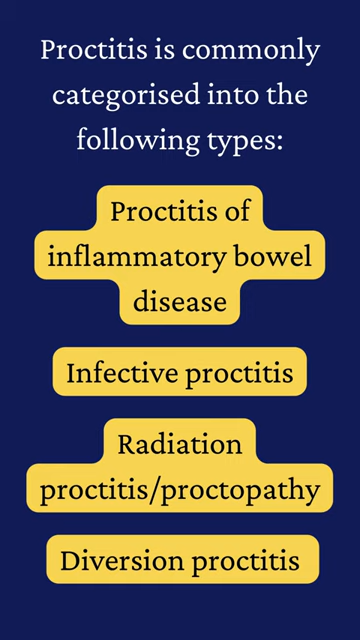 Proctitis is commonly
categorised into the
following types:
Proctitis of
inflammatory bowel
disease
Infective proctitis
Radiation
proctitis/proctopathy
Diversion proctitis